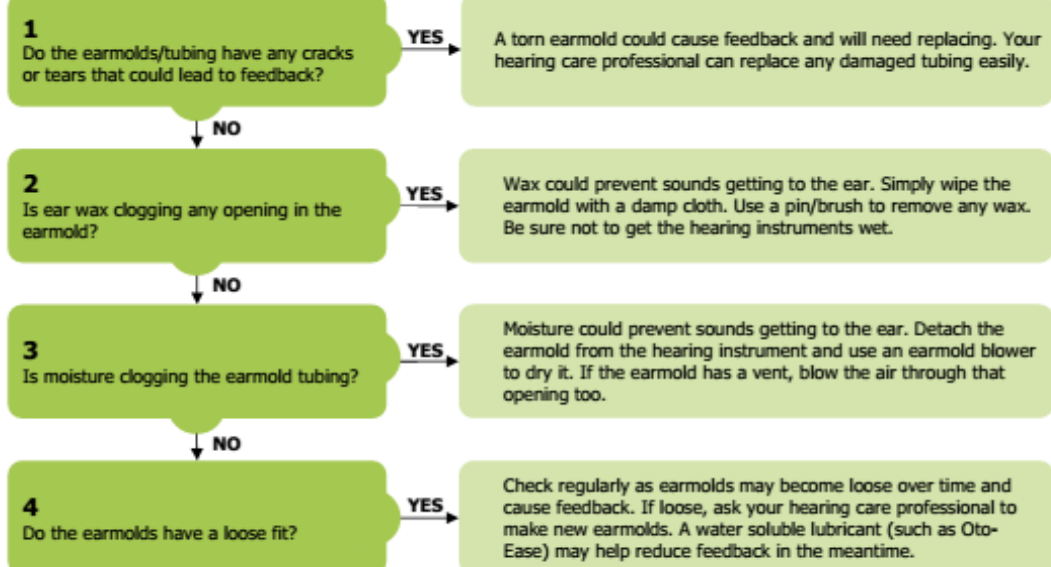 1
Do the earmolds/tubing have any cracks
or tears that could lead to feedback?
YES
A torn earmold could cause feedback and will need replacing. Your
hearing care professional can replace any damaged tubing easily.
NO
2
Is ear wax clogging any opening in the
earmold?
YES
Wax could prevent sounds getting to the ear. Simply wipe the
earmold with a damp cloth. Use a pin/brush to remove any wax.
Be sure not to get the hearing instruments wet.
NO
3
Is moisture clogging the earmold tubing?
YES
Moisture could prevent sounds getting to the ear. Detach the
earmold from the hearing instrument and use an earmold blower
to dry it. If the earmold has a vent, blow the air through that
opening too.
NO
4
Do the earmolds have a loose fit?
YES
Check regularly as earmolds may become loose over time and
cause feedback. If loose, ask your hearing care professional to
make new earmolds. A water soluble lubricant (such as Oto-
Ease) may help reduce feedback in the meantime.